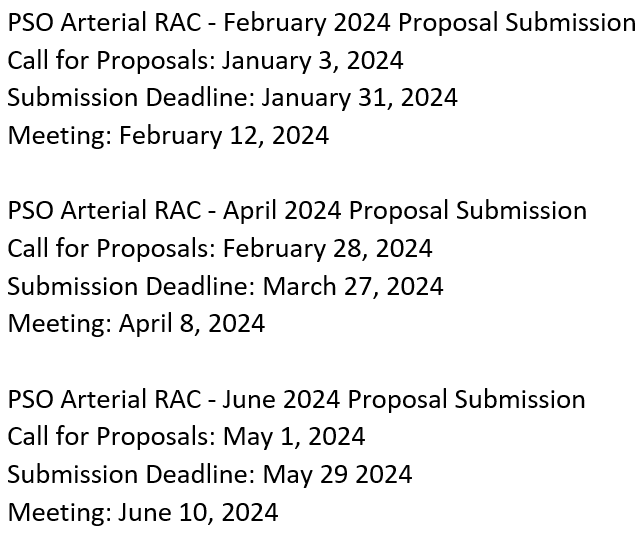 PSO Arterial RAC - February 2024 Proposal Submission
Call for Proposals: January 3, 2024
Submission Deadline: January 31, 2024
Meeting: February 12, 2024
PSO Arterial RAC - April 2024 Proposal Submission
Call for Proposals: February 28, 2024
Submission Deadline: March 27, 2024
Meeting: April 8, 2024
PSO Arterial RAC - June 2024 Proposal Submission
Call for Proposals: May 1, 2024
Submission Deadline: May 29 2024
Meeting: June 10, 2024